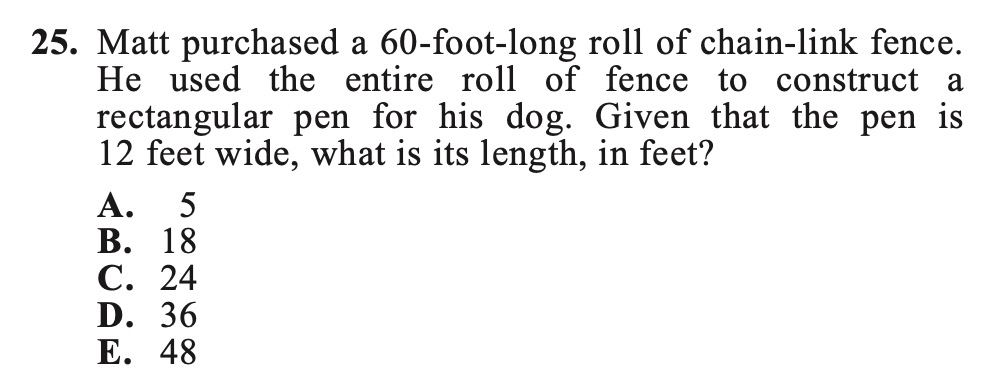 25. Matt purchased a 60-foot-long roll of chain-link fence.
He used the entire roll of fence to construct a
rectangular pen for his dog. Given that the pen is
12 feet wide, what is its length, in feet?
A. 5
B. 18
C. 24
D. 36
E. 48